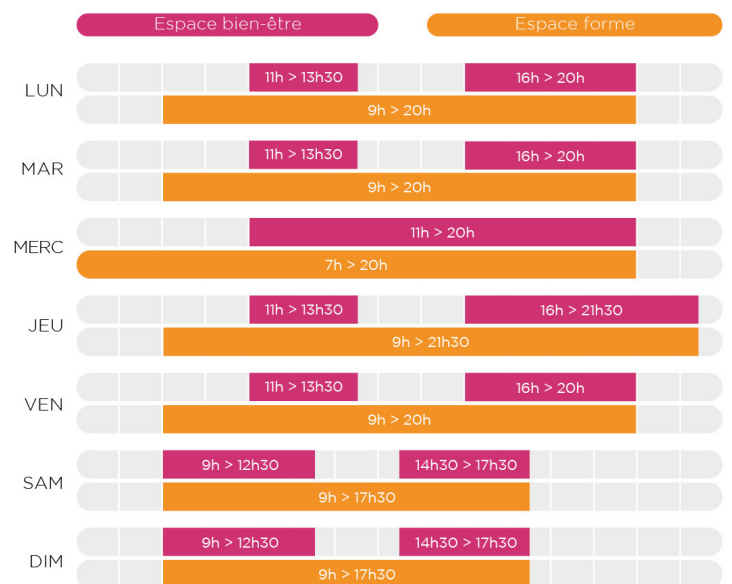 Espace bien-être Espace forme
LUN
11h > 13h30 16h > 20h
9h > 20h
MAR
11h > 13h30 16h > 20h
9h > 20h
MERC
11h > 20h
7h > 20h
JEU
11h > 13h30 16h > 21h30
9h > 21h30
VEN
11h > 13h30 16h > 20h
9h > 20h
SAM
9h > 12h30 14h30 > 17h30
9h > 17h30
DIM
9h > 12h30 14h30 > 17h30
9h > 17h30